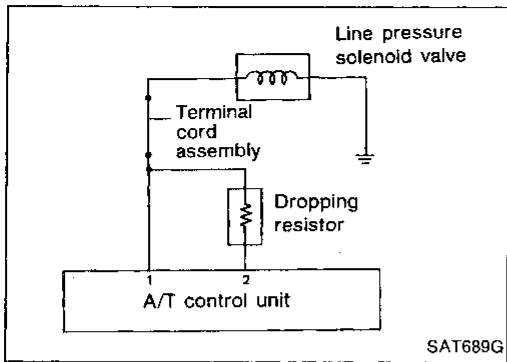 Line pressure
solenoid valve
Terminal
cord
assembly
Dropping
resistor
1 2
A/T control unit
SAT689G